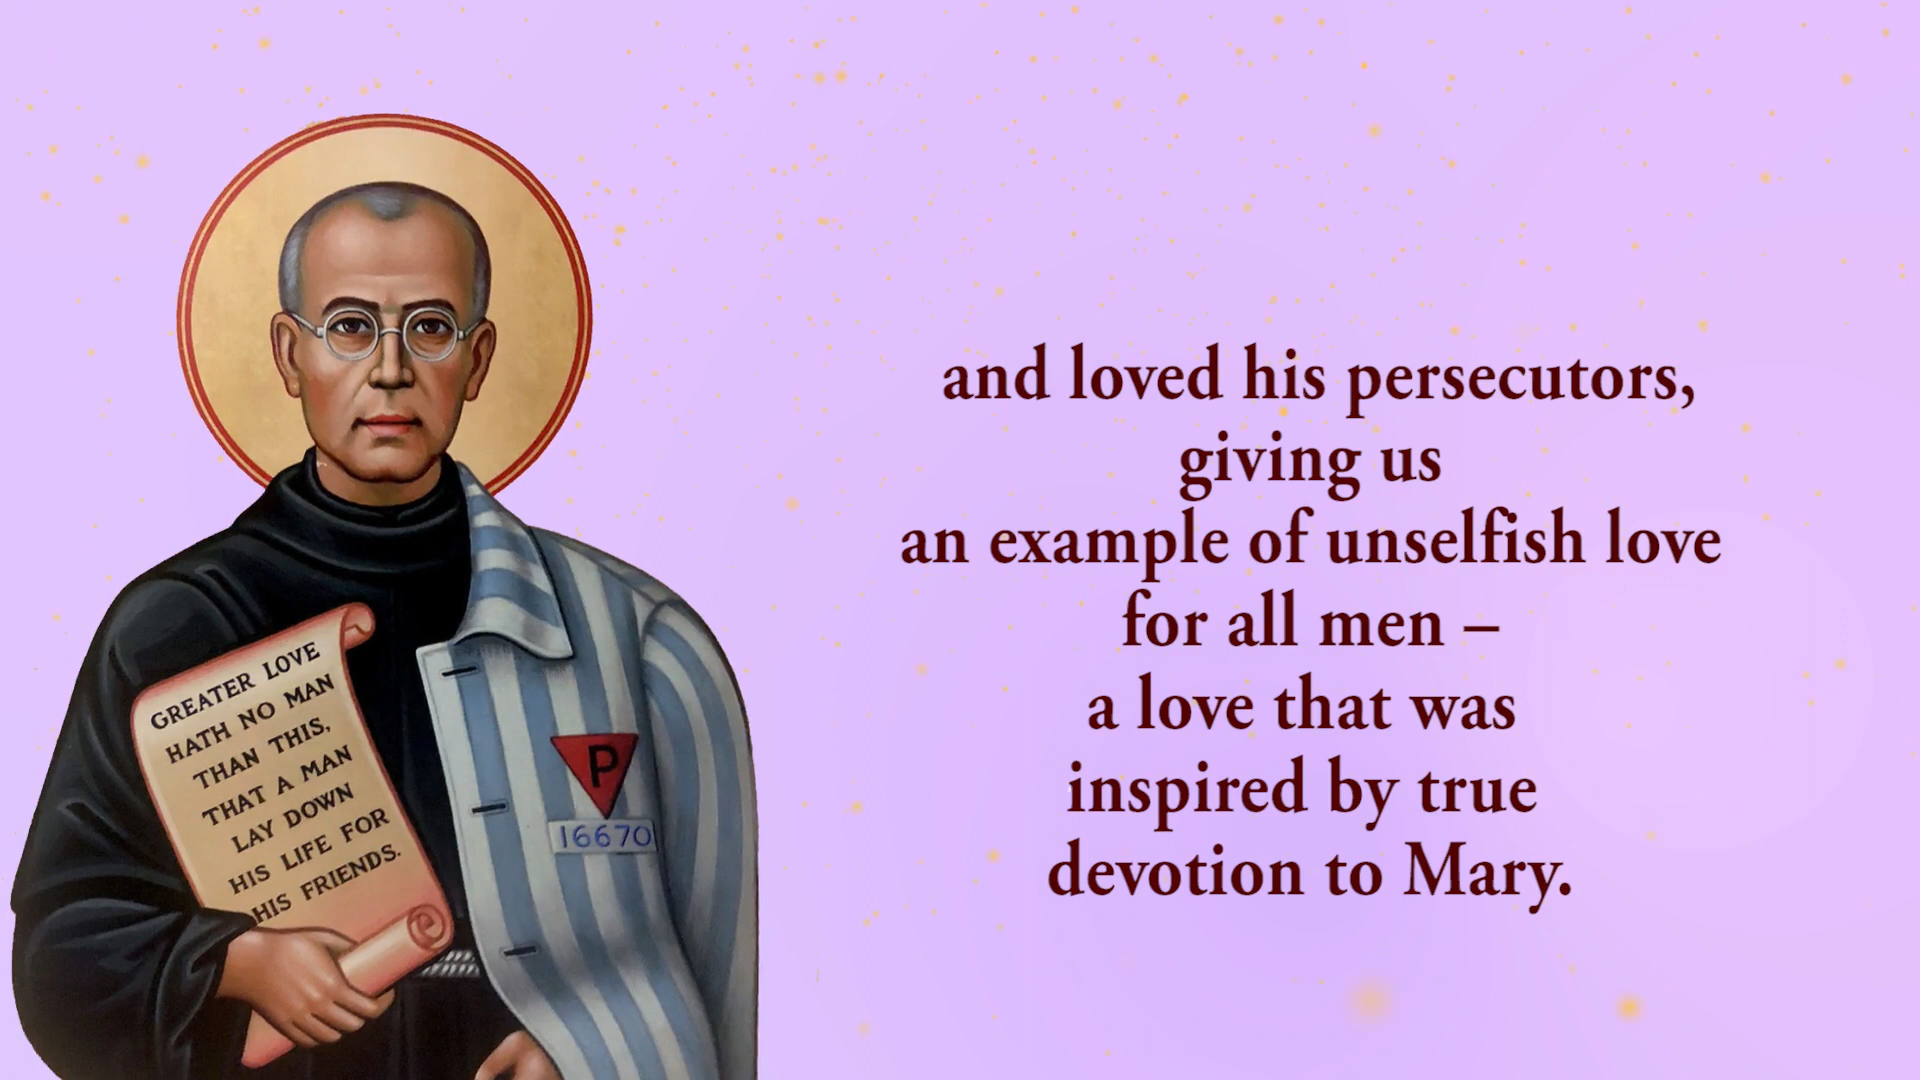 GREATER LOVE
HATH NO MAN
THAN THIS,
THAT A MAN
LAY DOWN
HIS LIFE FOR
HIS FRIENDS.
P
16670
and loved his persecutors,
giving us
an example of unselfish love
for all men –
a love that was
inspired by true
devotion to Mary.